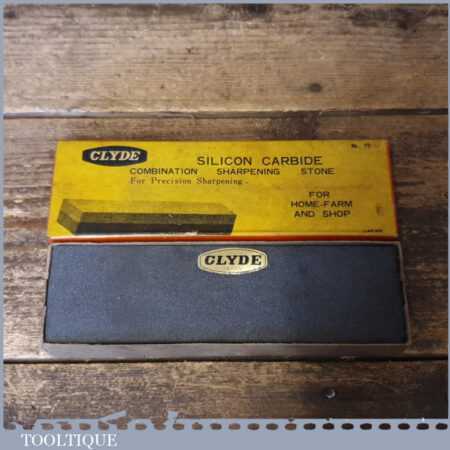 CLYDE
SILICON CARBIDE
COMBINATION SHARPENING STONE
For Precision Sharpening
FOR
HOME-FARM
AND SHOP
CLYDE
TOOLTIQUE